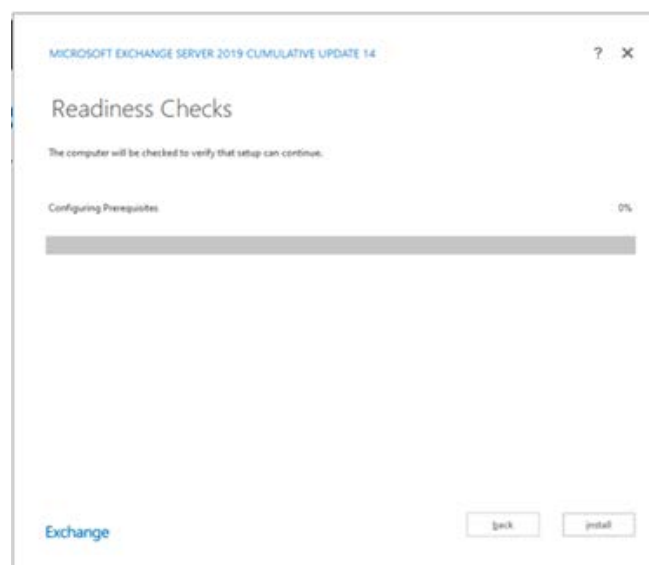 MICROSOFT EXCHANGE SERVER 2019 CUMULATIVE UPDATE 14 ? ✕
Readiness Checks
The computer will be checked to verify that setup can continue.
Configuring Prerequisites 0%
Exchange back install